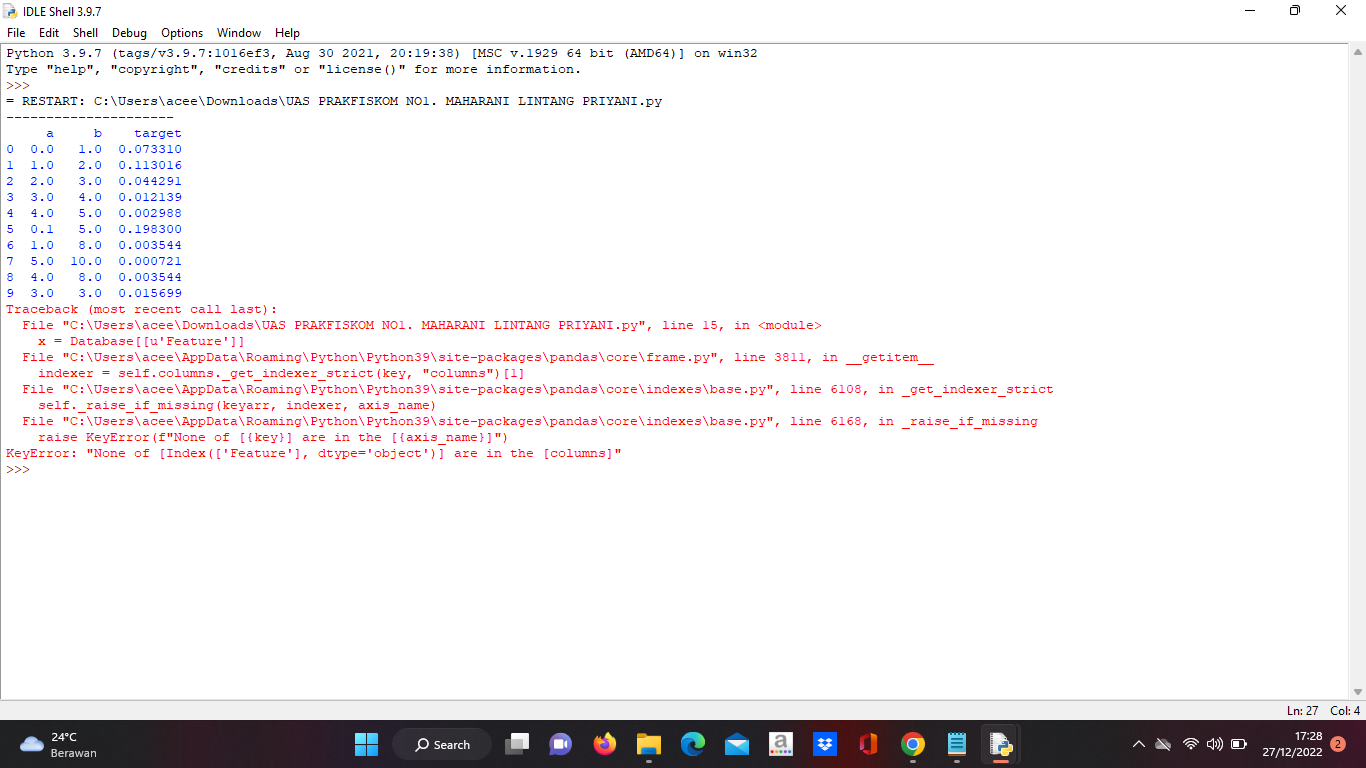 IDLE Shell 3.9.7
File Edit Shell Debug Options Window Help
Python 3.9.7 (tags/v3.9.7:1016ef3, Aug 30 2021, 20:19:38) [MSC v.1929 64 bit (AMD64)] on win32
Type "help", "copyright", "credits" or "license()" for more information.
>>>
= RESTART: C:\Users\acee\Downloads\UAS PRAKFISKOM NO1. MAHARANI LINTANG PRIYANI.py
---------------------
a b target
0 0.0 1.0 0.073310
1 1.0 2.0 0.113016
2 2.0 3.0 0.044291
3 3.0 4.0 0.012139
4 4.0 5.0 0.002988
5 0.1 5.0 0.198300
6 1.0 8.0 0.003544
7 5.0 10.0 0.000721
8 4.0 8.0 0.003544
9 3.0 3.0 0.015699
Traceback (most recent call last):
File "C:\Users\acee\Downloads\UAS PRAKFISKOM NO1. MAHARANI LINTANG PRIYANI.py", line 15, in <module>
x = Database[[u'Feature']]
File "C:\Users\acee\AppData\Roaming\Python\Python39\site-packages\pandas\core\frame.py", line 3811, in __getitem__
indexer = self.columns._get_indexer_strict(key, "columns")[1]
File "C:\Users\acee\AppData\Roaming\Python\Python39\site-packages\pandas\core\indexes\base.py", line 6108, in _get_indexer_strict
self._raise_if_missing(keyarr, indexer, axis_name)
File "C:\Users\acee\AppData\Roaming\Python\Python39\site-packages\pandas\core\indexes\base.py", line 6168, in _raise_if_missing
raise KeyError(f"None of [{key}] are in the [{axis_name}]")
KeyError: "None of [Index(['Feature'], dtype='object')] are in the [columns]"
>>>
Ln: 27 Col: 4
24°C
Berawan
Search
a
17:28
27/12/2022
2